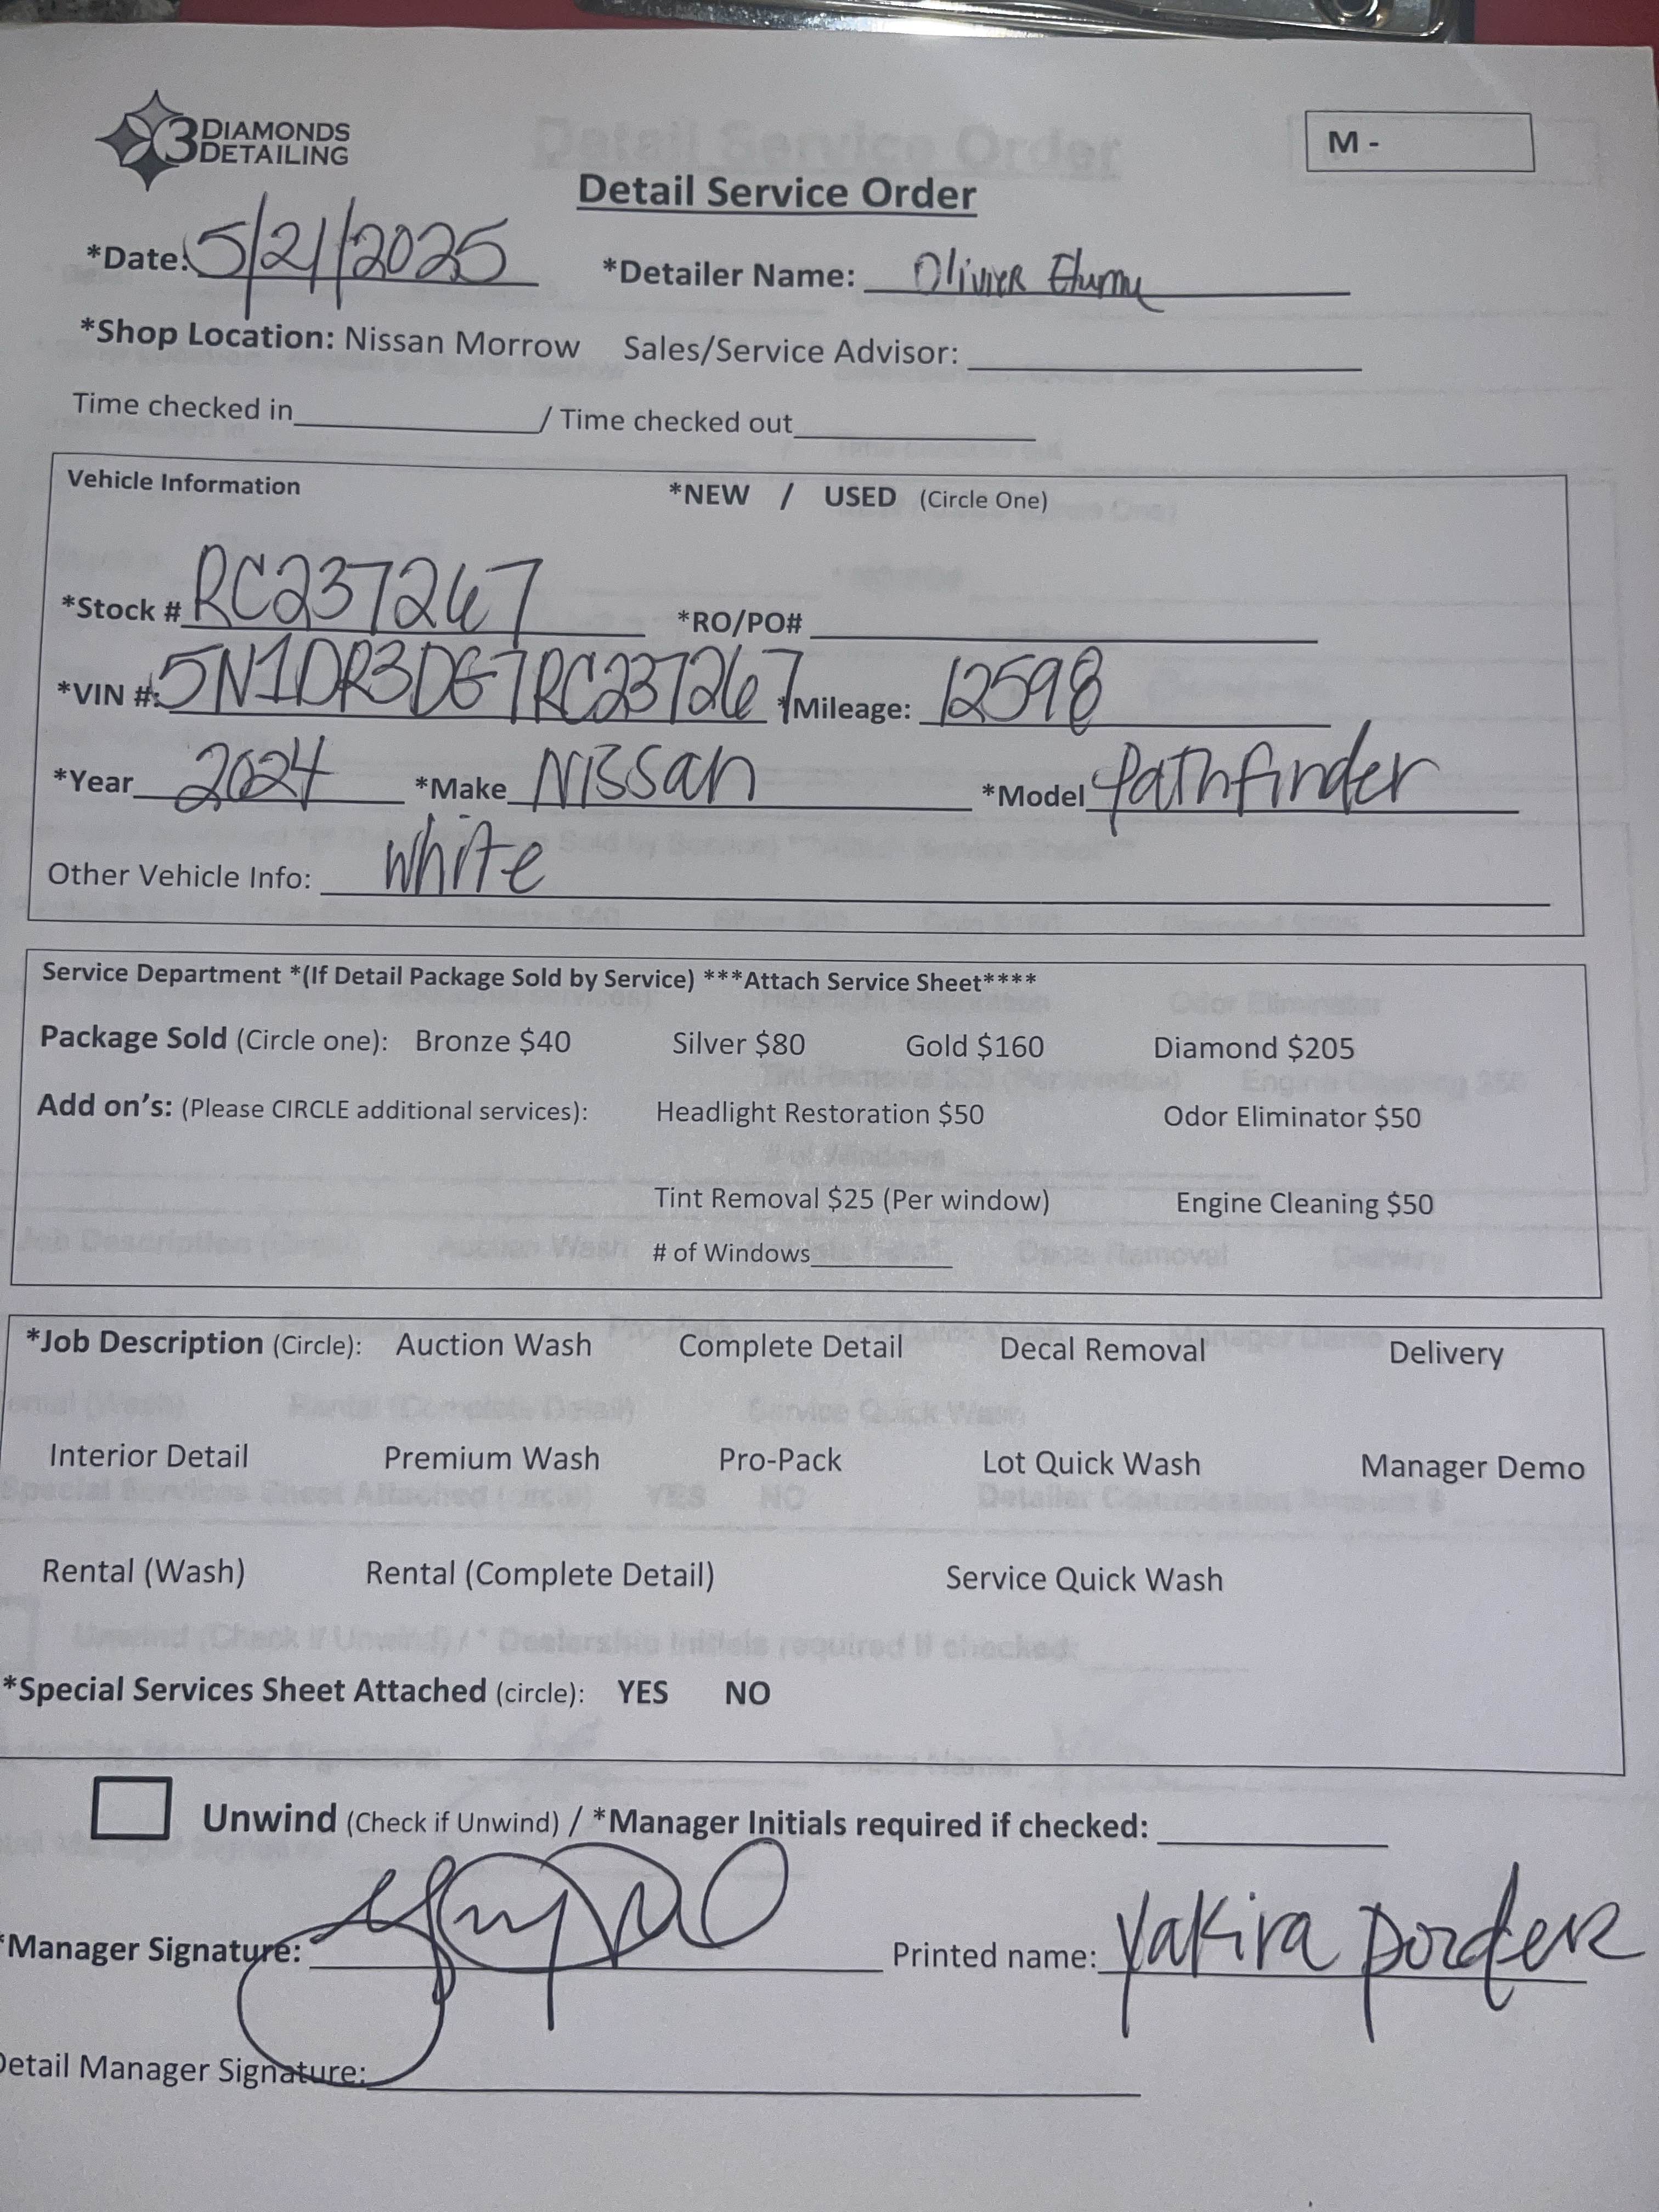 3 DIAMONDS DETAILING
M -
Detail Service Order
*Date: 5/21/2025 *Detailer Name: Olivier
*Shop Location: Nissan Morrow Sales/Service Advisor:
Time checked in / Time checked out
Vehicle Information *NEW / USED (Circle One)
*Stock # RC237267 *RO/PO#
*VIN #: 5N1DR3DG7RC237267 *Mileage: 12598
*Year 2024 *Make Nissan *Model Pathfinder
Other Vehicle Info: white
Service Department *(If Detail Package Sold by Service) ***Attach Service Sheet****
Package Sold (Circle one): Bronze $40 Silver $80 Gold $160 Diamond $205
Add on's: (Please CIRCLE additional services): Headlight Restoration $50 Odor Eliminator $50
Tint Removal $25 (Per window) Engine Cleaning $50
# of Windows
*Job Description (Circle): Auction Wash Complete Detail Decal Removal Delivery
Interior Detail Premium Wash Pro-Pack Lot Quick Wash Manager Demo
Rental (Wash) Rental (Complete Detail) Service Quick Wash
*Special Services Sheet Attached (circle): YES NO
Unwind (Check if Unwind) / *Manager Initials required if checked:
*Manager Signature: Printed name: Yakira
Detail Manager Signature: